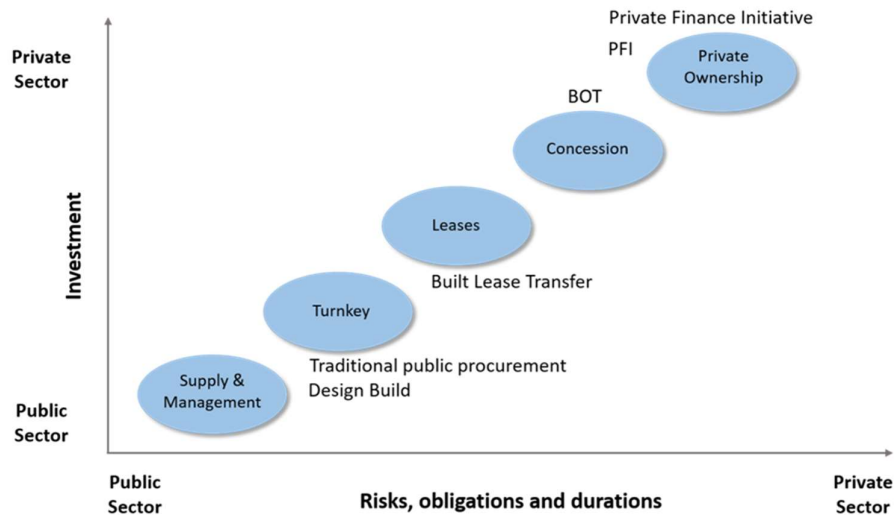 Private Finance Initiative
PFI
Private
Ownership
Private
Sector
BOT
Concession
Investment
Leases
Built Lease Transfer
Turnkey
Traditional public procurement
Design Build
Supply &
Management
Public
Sector
Public
Sector
Risks, obligations and durations
Private
Sector